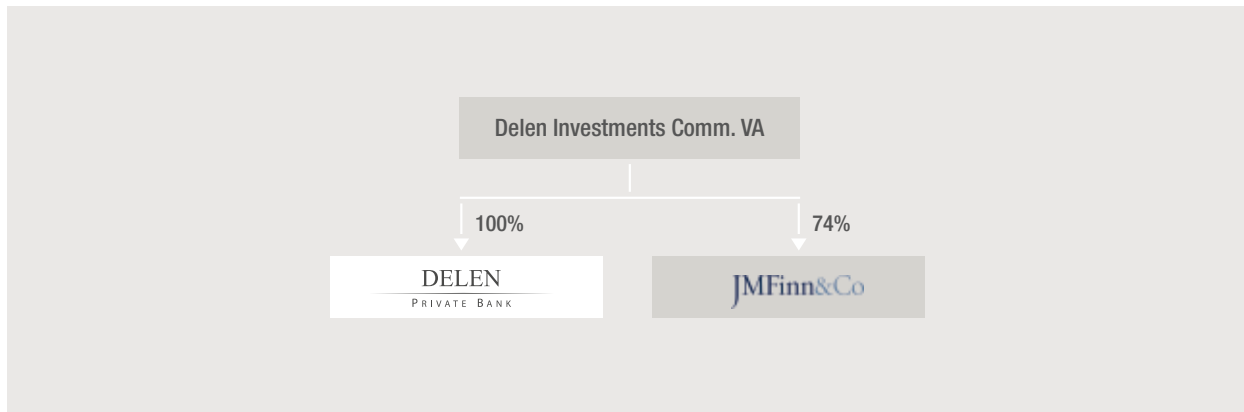 Delen Investments Comm. VA
100%
74%
DELEN
PRIVATE BANK
JMFinn&Co